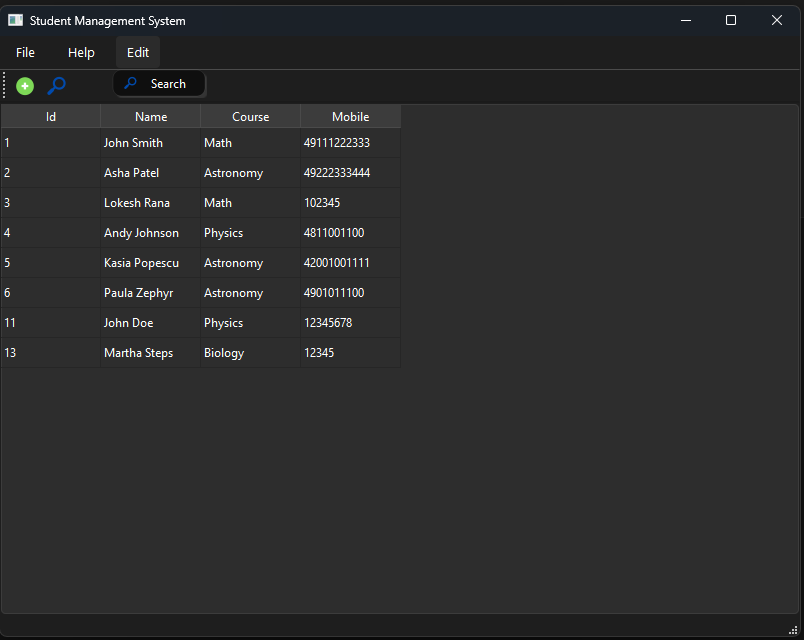 Student Management System
File Help Edit
Search
Id Name Course Mobile
1 John Smith Math 49111222333
2 Asha Patel Astronomy 49222333444
3 Lokesh Rana Math 102345
4 Andy Johnson Physics 4811001100
5 Kasia Popescu Astronomy 42001001111
6 Paula Zephyr Astronomy 4901011100
11 John Doe Physics 12345678
13 Martha Steps Biology 12345